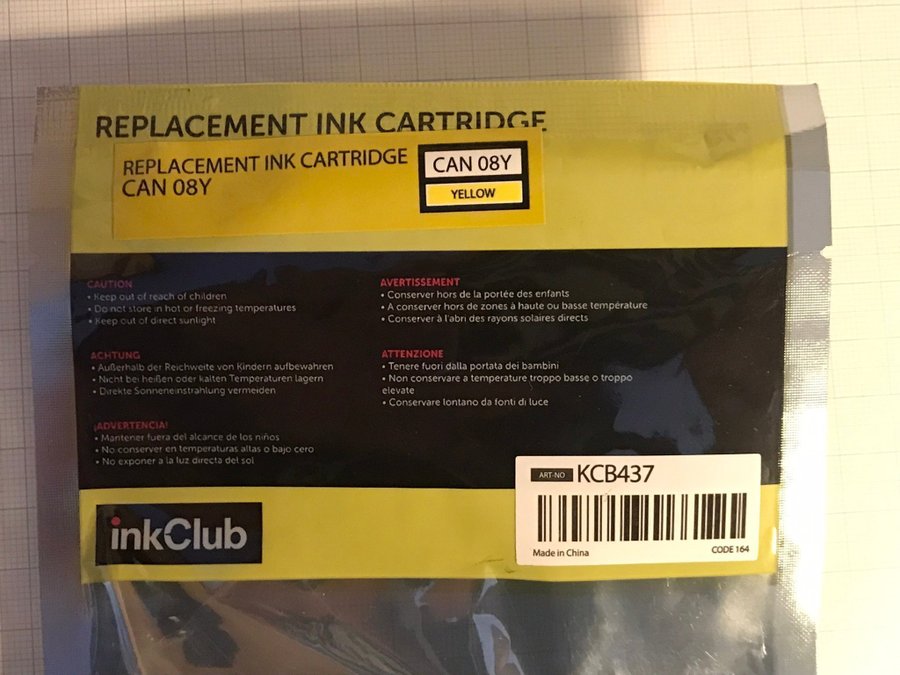 REPLACEMENT INK CARTRIDGE
REPLACEMENT INK CARTRIDGE
CAN 08Y
CAN 08Y
YELLOW
CAUTION
• Keep out of reach of children
• Do not store in hot or freezing temperatures
• Keep out of direct sunlight
AVERTISSEMENT
• Conserver hors de la portée des enfants
• A conserver hors de zones à haute ou basse température
• Conserver à l'abri des rayons solaires directs
ACHTUNG
• Außerhalb der Reichweite von Kindern aufbewahren
• Nicht bei heißen oder kalten Temperaturen lagern
• Direkte Sonneneinstrahlung vermeiden
ATTENZIONE
• Tenere fuori dalla portata dei bambini
• Non conservare a temperature troppo basse o troppo
elevate
• Conservare lontano da fonti di luce
¡ADVERTENCIA!
• Mantener fuera del alcance de los niños
• No conserver en temperaturas altas o bajo cero
• No exponer a la luz directa del sol
inkClub
ART-NO KCB437
Made in China
CODE 164